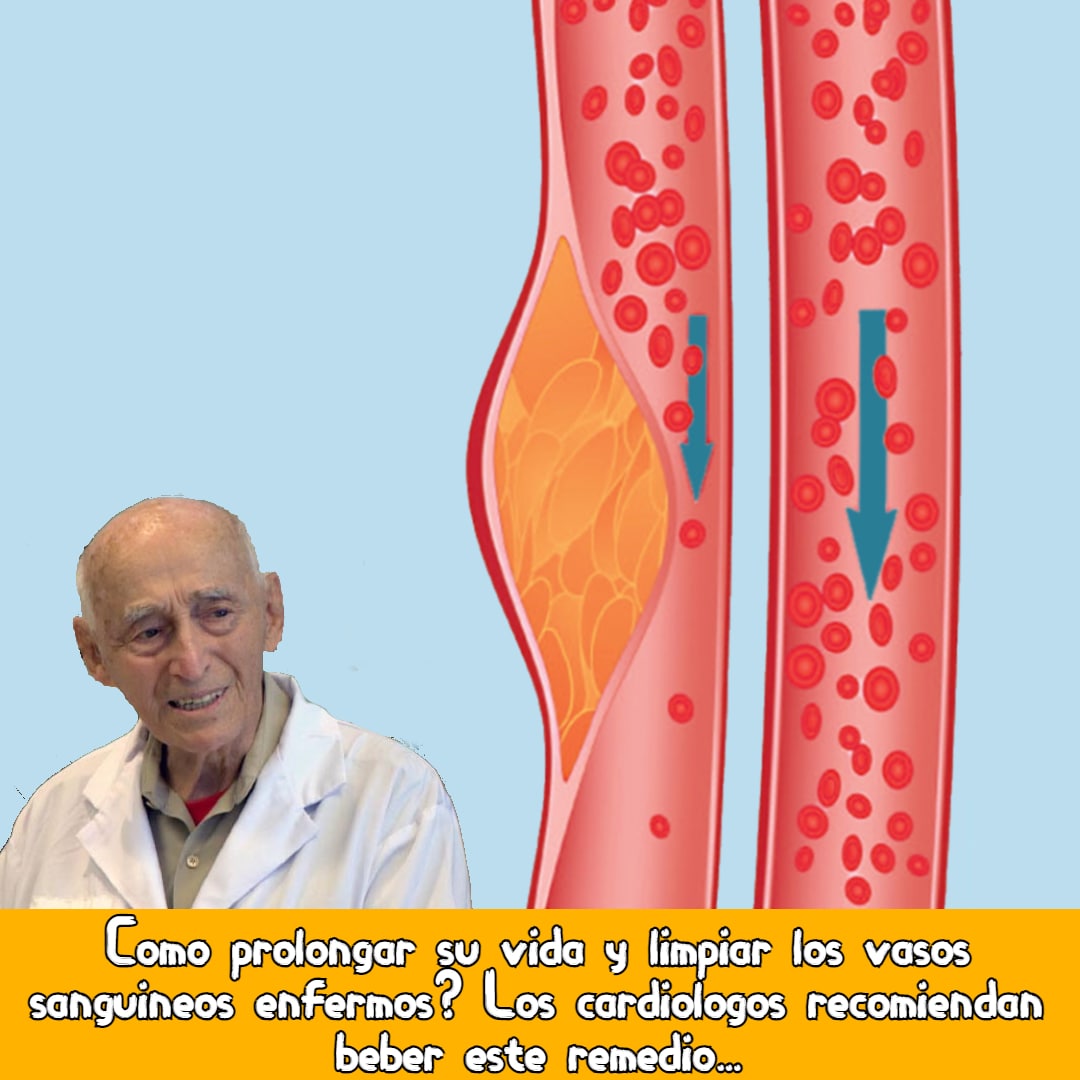 Como prolongar su vida y limpiar los vasos
sanguineos enfermos? Los cardiologos recomiendan
beber este remedio...